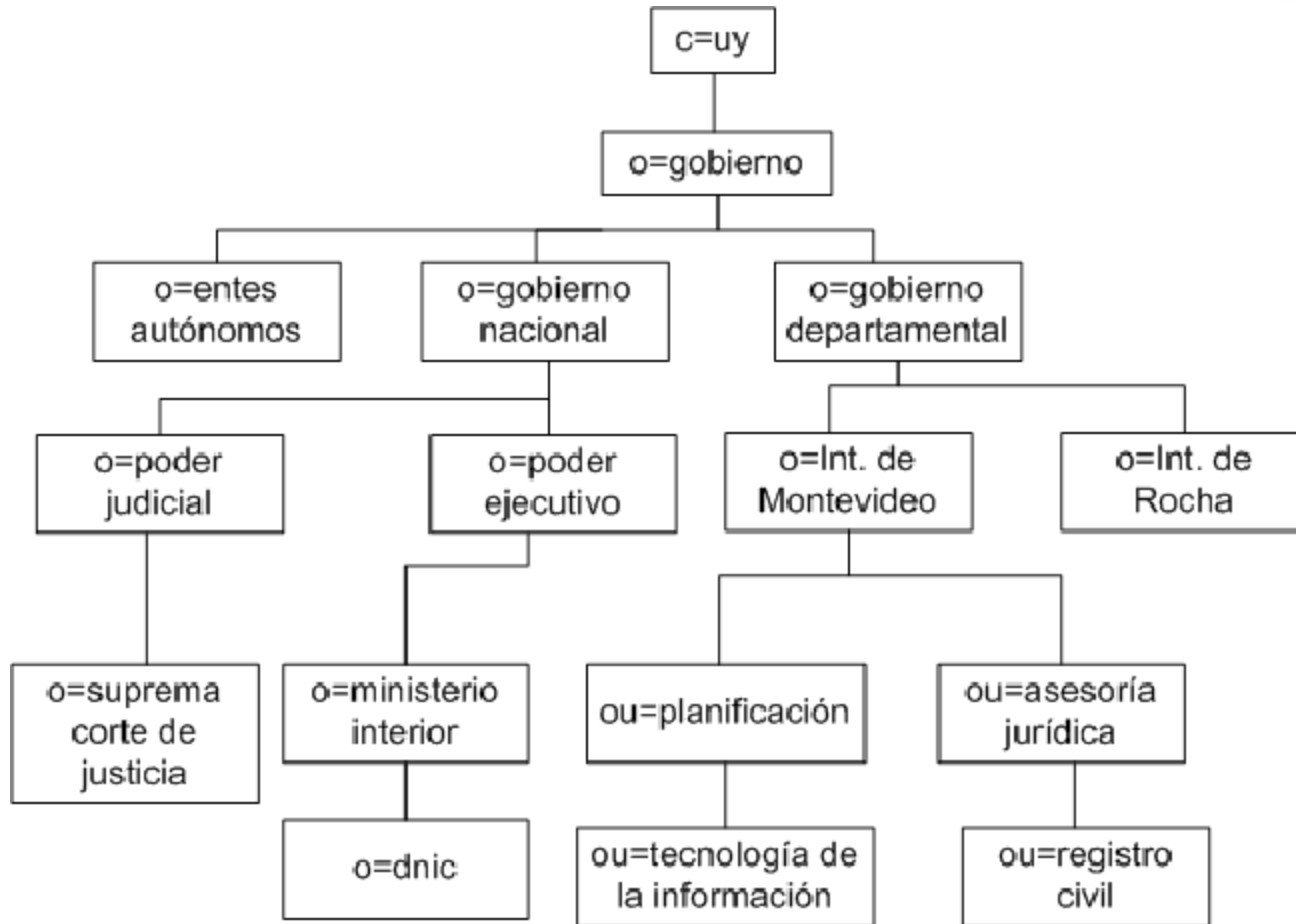 c=uy
o=gobierno
o=entes
autónomos
o=gobierno
nacional
o=gobierno
departamental
o=poder
judicial
o=poder
ejecutivo
o=Int. de
Montevideo
o=Int. de
Rocha
o=suprema
corte de
justicia
o=ministerio
interior
ou=planificación
ou=asesoría
jurídica
o=dnic
ou=tecnología de
la información
ou=registro
civil